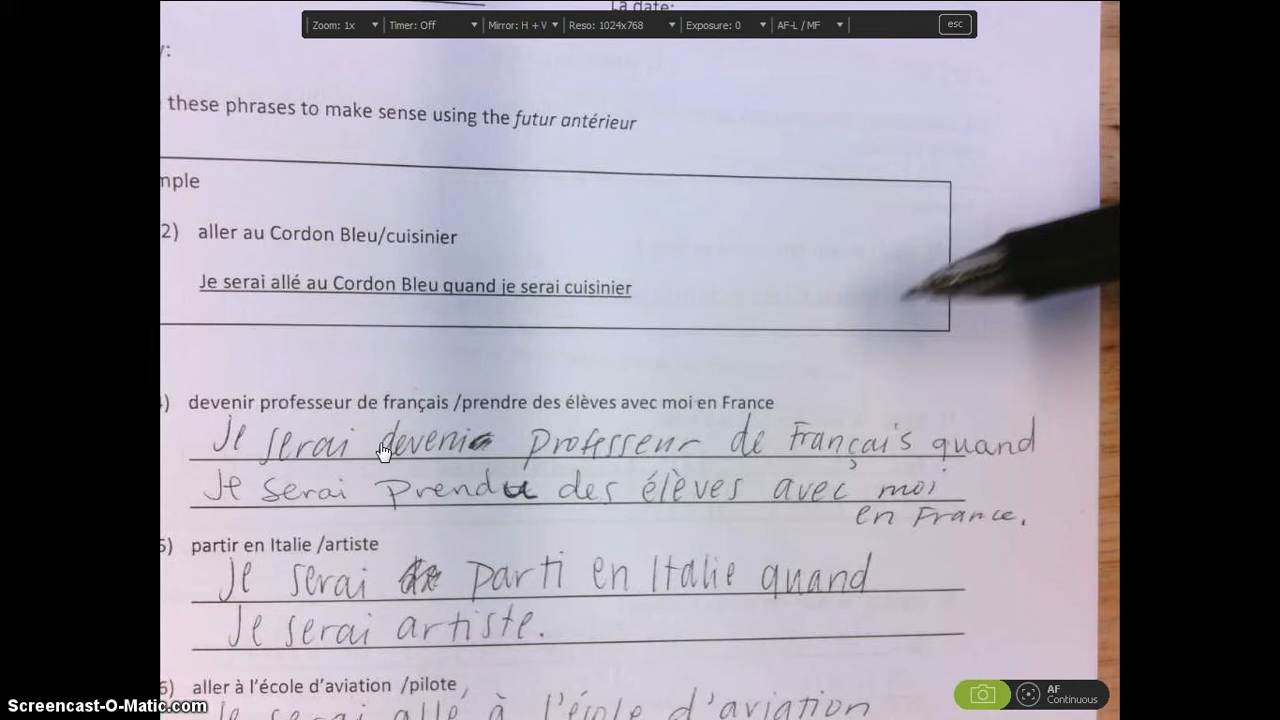 La date:
Zoom: 1x Timer: Off Mirror: H + V Reso: 1024x768 Exposure: 0 AF-L / MF esc
these phrases to make sense using the futur antérieur
mple
2) aller au Cordon Bleu/cuisinier
Je serai allé au Cordon Bleu quand je serai cuisinier
devenir professeur de français /prendre des élèves avec moi en France
Je serai professeur de Français quand
Je serai prendu des élèves avec moi
en France.
5) partir en Italie /artiste
Je serai parti en Italie quand
Je serai artiste.
6) aller à l'école d'aviation /pilote,
Je serai allé à l'école d'aviation
Screencast-O-Matic.com
AF
Continuous